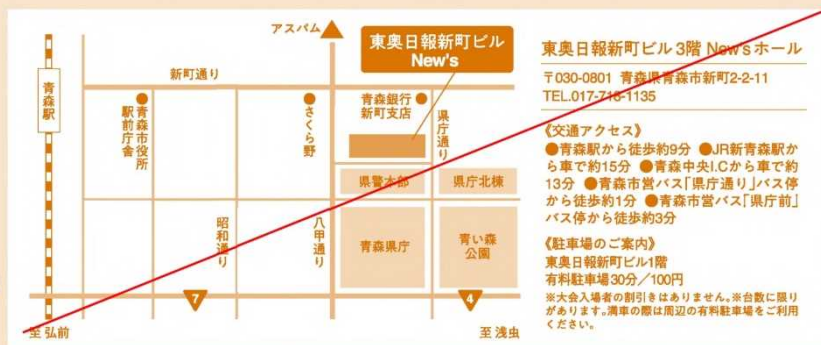 アスパム
東奥日報新町ビル
New's
新町通り
青森駅
青森市役所
駅前庁舎
さくら野
青森銀行
新町支店
県庁通り
県警本部
県庁北棟
昭和通り
八甲通り
青森県庁
青い森
公園
7
4
至 弘前
至 浅虫
東奥日報新町ビル3階 New'sホール
〒030-0801 青森県青森市新町2-2-11
TEL.017-718-1135
《交通アクセス》
●青森駅から徒歩約9分 ●JR新青森駅か
ら車で約15分 ●青森中央I.Cから車で約
13分 ●青森市営バス「県庁通り」バス停
から徒歩約1分 ●青森市営バス「県庁前」
バス停から徒歩約3分
《駐車場のご案内》
東奥日報新町ビル1階
有料駐車場30分／100円
※大会入場者の割引きはありません。※台数に限り
があります。満車の際は周辺の有料駐車場をご利用
ください。